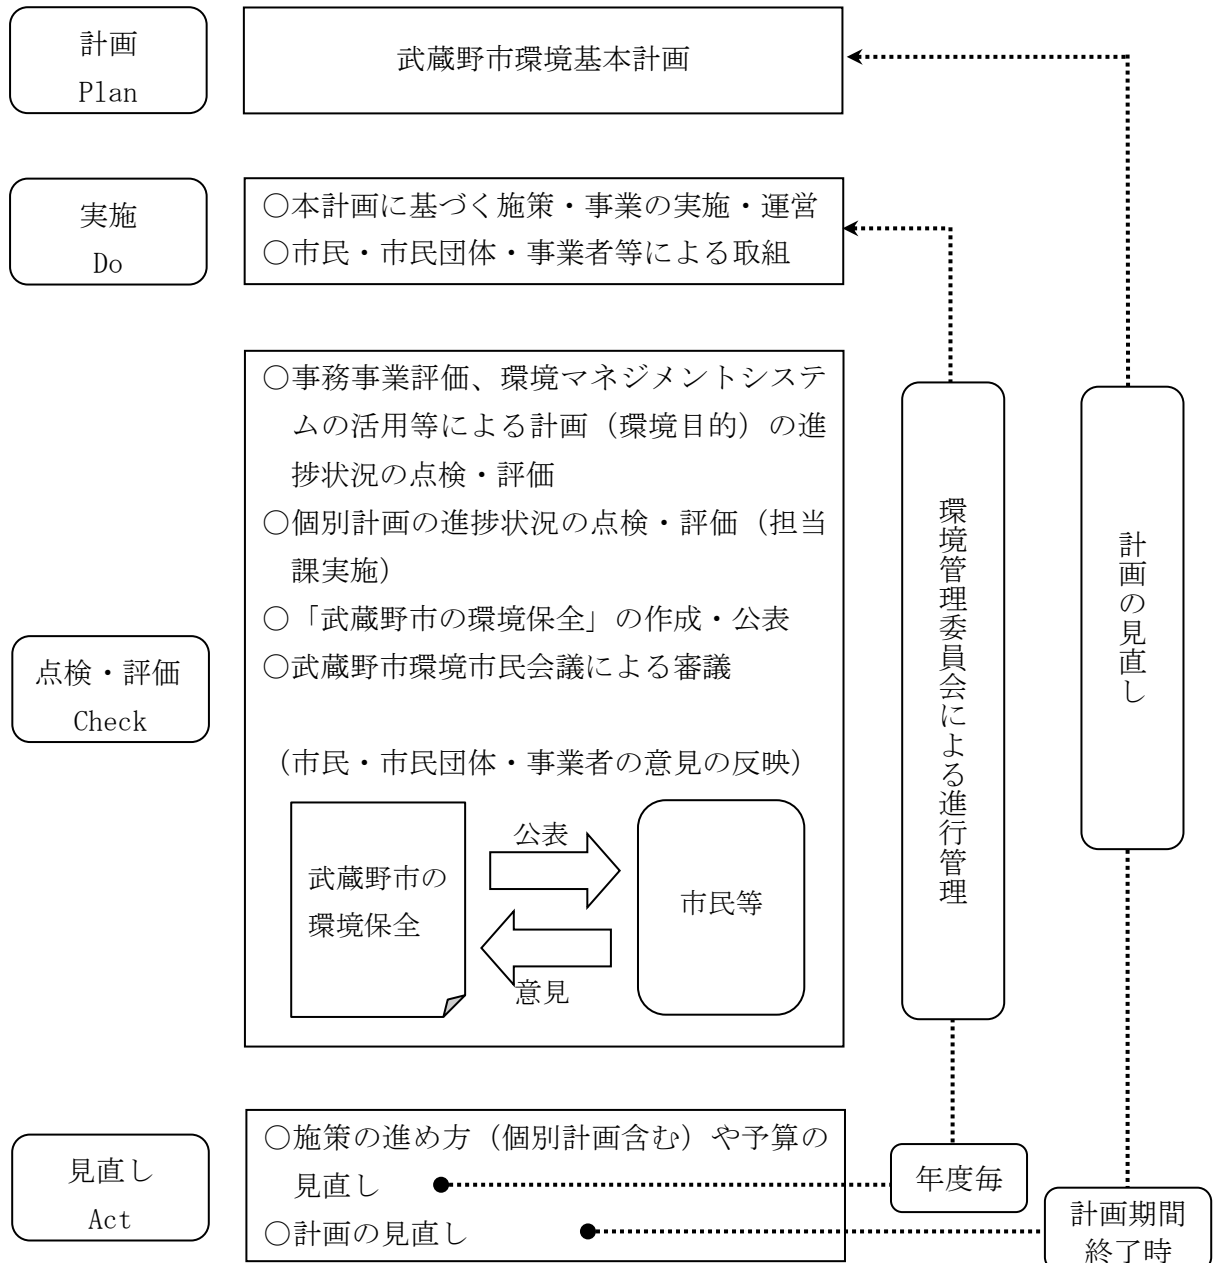 計画
Plan
武蔵野市環境基本計画
実施
Do
○本計画に基づく施策・事業の実施・運営
○市民・市民団体・事業者等による取組
点検・評価
Check
○事務事業評価、環境マネジメントシステ
ムの活用等による計画（環境目的）の進
捗状況の点検・評価
○個別計画の進捗状況の点検・評価（担当
課実施）
○「武蔵野市の環境保全」の作成・公表
○武蔵野市環境市民会議による審議
（市民・市民団体・事業者の意見の反映）
武蔵野市の
環境保全
公表
意見
市民等
環境管理委員会による進行管理
計画の見直し
見直し
Act
○施策の進め方（個別計画含む）や予算の
見直し
○計画の見直し
年度毎
計画期間
終了時